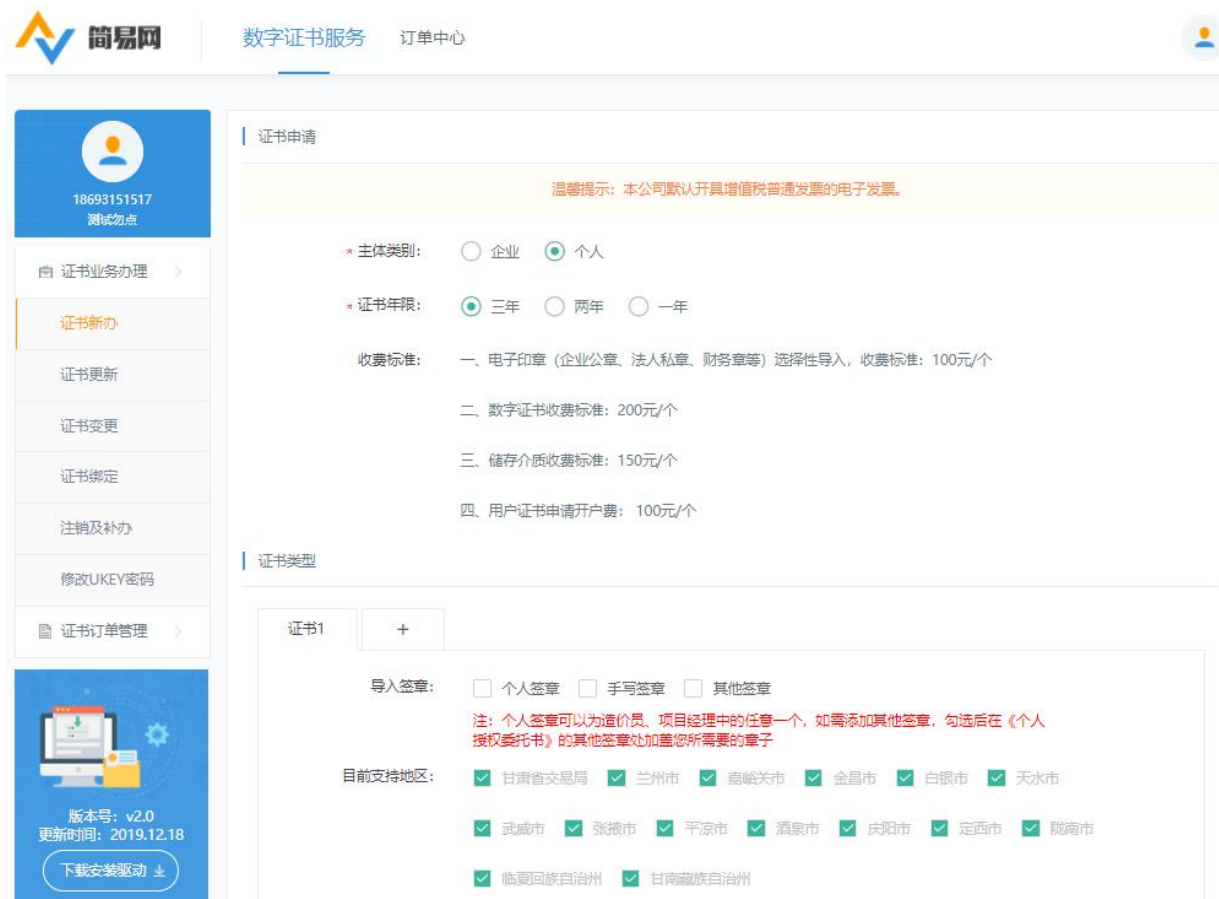 简易网
数字证书服务 订单中心
18693151517
测试勿点
证书业务办理
证书新办
证书更新
证书变更
证书绑定
注销及补办
修改UKEY密码
证书订单管理
版本号：v2.0
更新时间：2019.12.18
下载安装驱动
证书申请
温馨提示：本公司默认开具增值税普通发票的电子发票。
* 主体类别： 企业 个人
* 证书年限： 三年 两年 一年
收费标准： 一、电子印章（企业公章、法人私章、财务章等）选择性导入，收费标准：100元/个
二、数字证书收费标准：200元/个
三、储存介质收费标准：150元/个
四、用户证书申请开户费： 100元/个
证书类型
证书1 +
导入签章： 个人签章 手写签章 其他签章
注：个人签章可以为造价员、项目经理中的任意一个，如需添加其他签章，勾选后在《个人
授权委托书》的其他签章处加盖您所需要的章子
目前支持地区： 甘肃省交易局 兰州市 嘉峪关市 金昌市 白银市 天水市
武威市 张掖市 平凉市 酒泉市 庆阳市 定西市 陇南市
临夏回族自治州 甘南藏族自治州